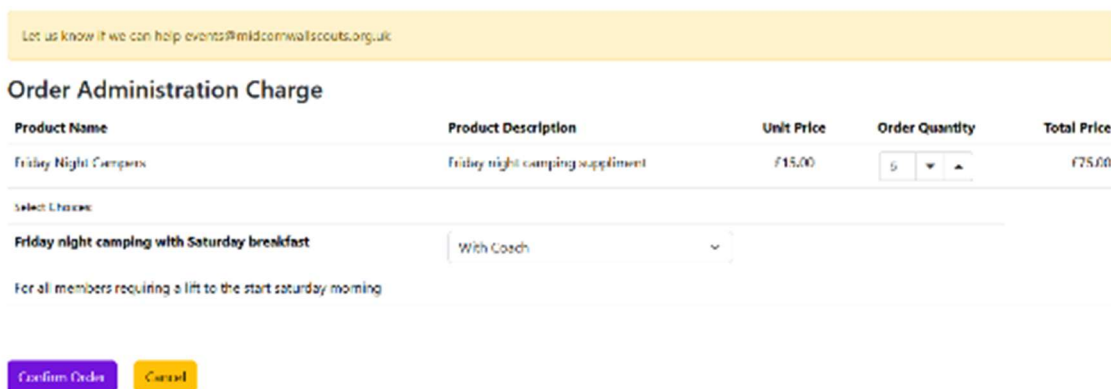 Let us know if we can help events@midcornwallscouts.org.uk
Order Administration Charge
Product Name Product Description Unit Price Order Quantity Total Price
Friday Night Campers Friday night camping suppliment £15.00 5 £75.00
Select Choices
Friday night camping with Saturday breakfast With Coach
For all members requiring a lift to the start saturday morning
Confirm Order Cancel